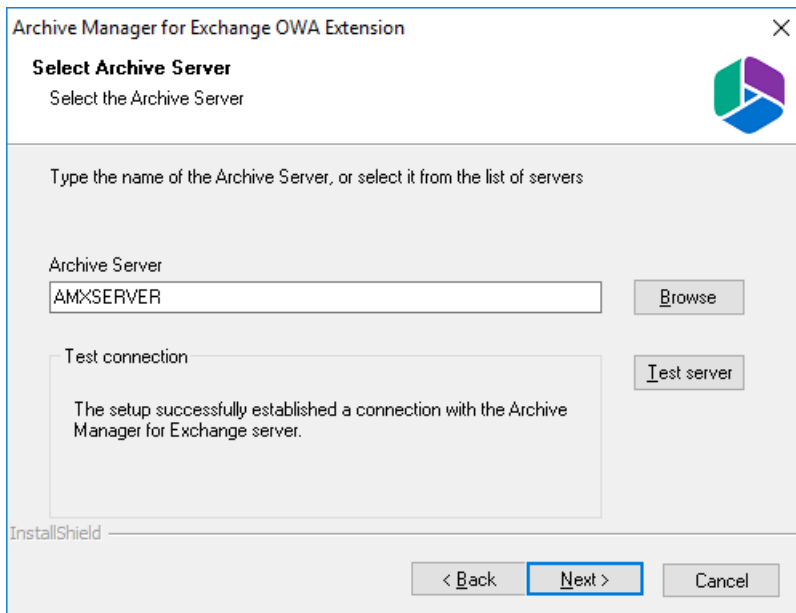 Archive Manager for Exchange OWA Extension
Select Archive Server
Select the Archive Server
Type the name of the Archive Server, or select it from the list of servers
Archive Server
AMXSERVER
Browse
Test connection
Test server
The setup successfully established a connection with the Archive
Manager for Exchange server.
InstallShield
< Back
Next >
Cancel